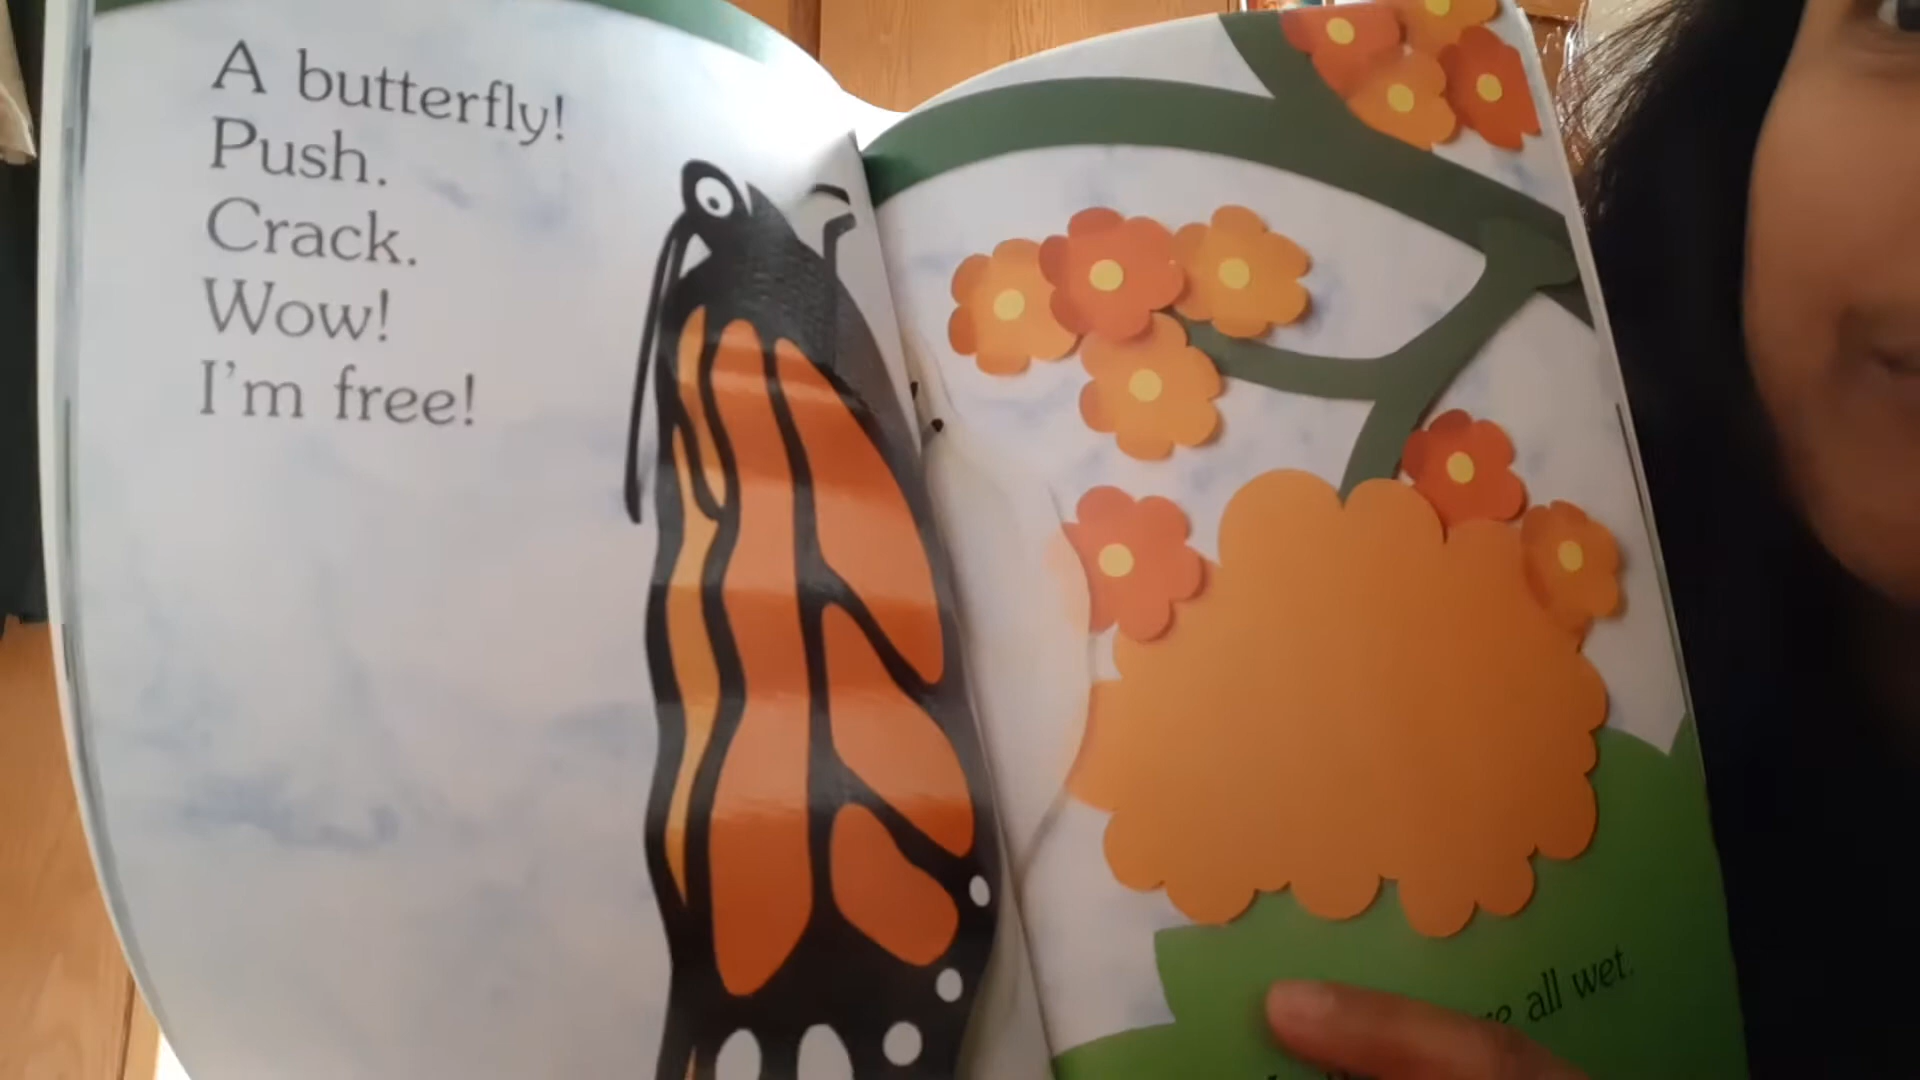 A butterfly!
Push.
Crack.
Wow!
I'm free!
all wet.